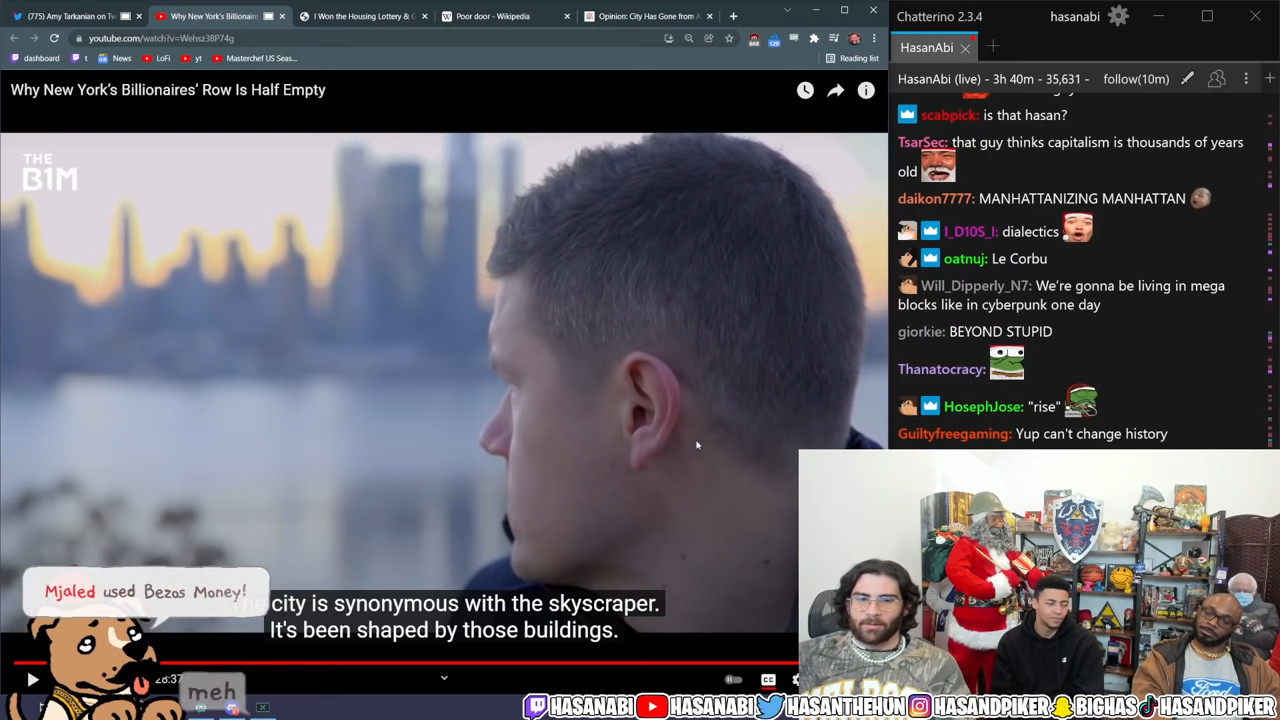 (775) Amy Tarkanian on Tw
Why New York's Billionaire
I Won the Housing Lottery & G
Poor door - Wikipedia
Opinion: City Has Gone from A
youtube.com/watch?v=Wehsz38P74g
dashboard
t
News
LoFi
yt
Masterchef US Seas...
Reading list
Why New York's Billionaires' Row Is Half Empty
THE
B1M
The city is synonymous with the skyscraper.
It's been shaped by those buildings.
Mjaled used Bezos Money!
28:37
CC
meh
Chatterino 2.3.4
hasanabi
HasanAbi
HasanAbi (live) - 3h 40m - 35,631 -
follow(10m)
scabpick: is that hasan?
TsarSec: that guy thinks capitalism is thousands of years
old
daikon7777: MANHATTANIZING MANHATTAN
I_D10S_I: dialectics
oatnuj: Le Corbu
Will_Dipperly_N7: We're gonna be living in mega
blocks like in cyberpunk one day
giorkie: BEYOND STUPID
Thanatocracy:
HosephJose: "rise"
Guiltyfreegaming: Yup can't change history
Ford
HASANABI
HASANABI
HASANTHEHUN
HASANDPIKER
BIGHAS
HASANDPIKER